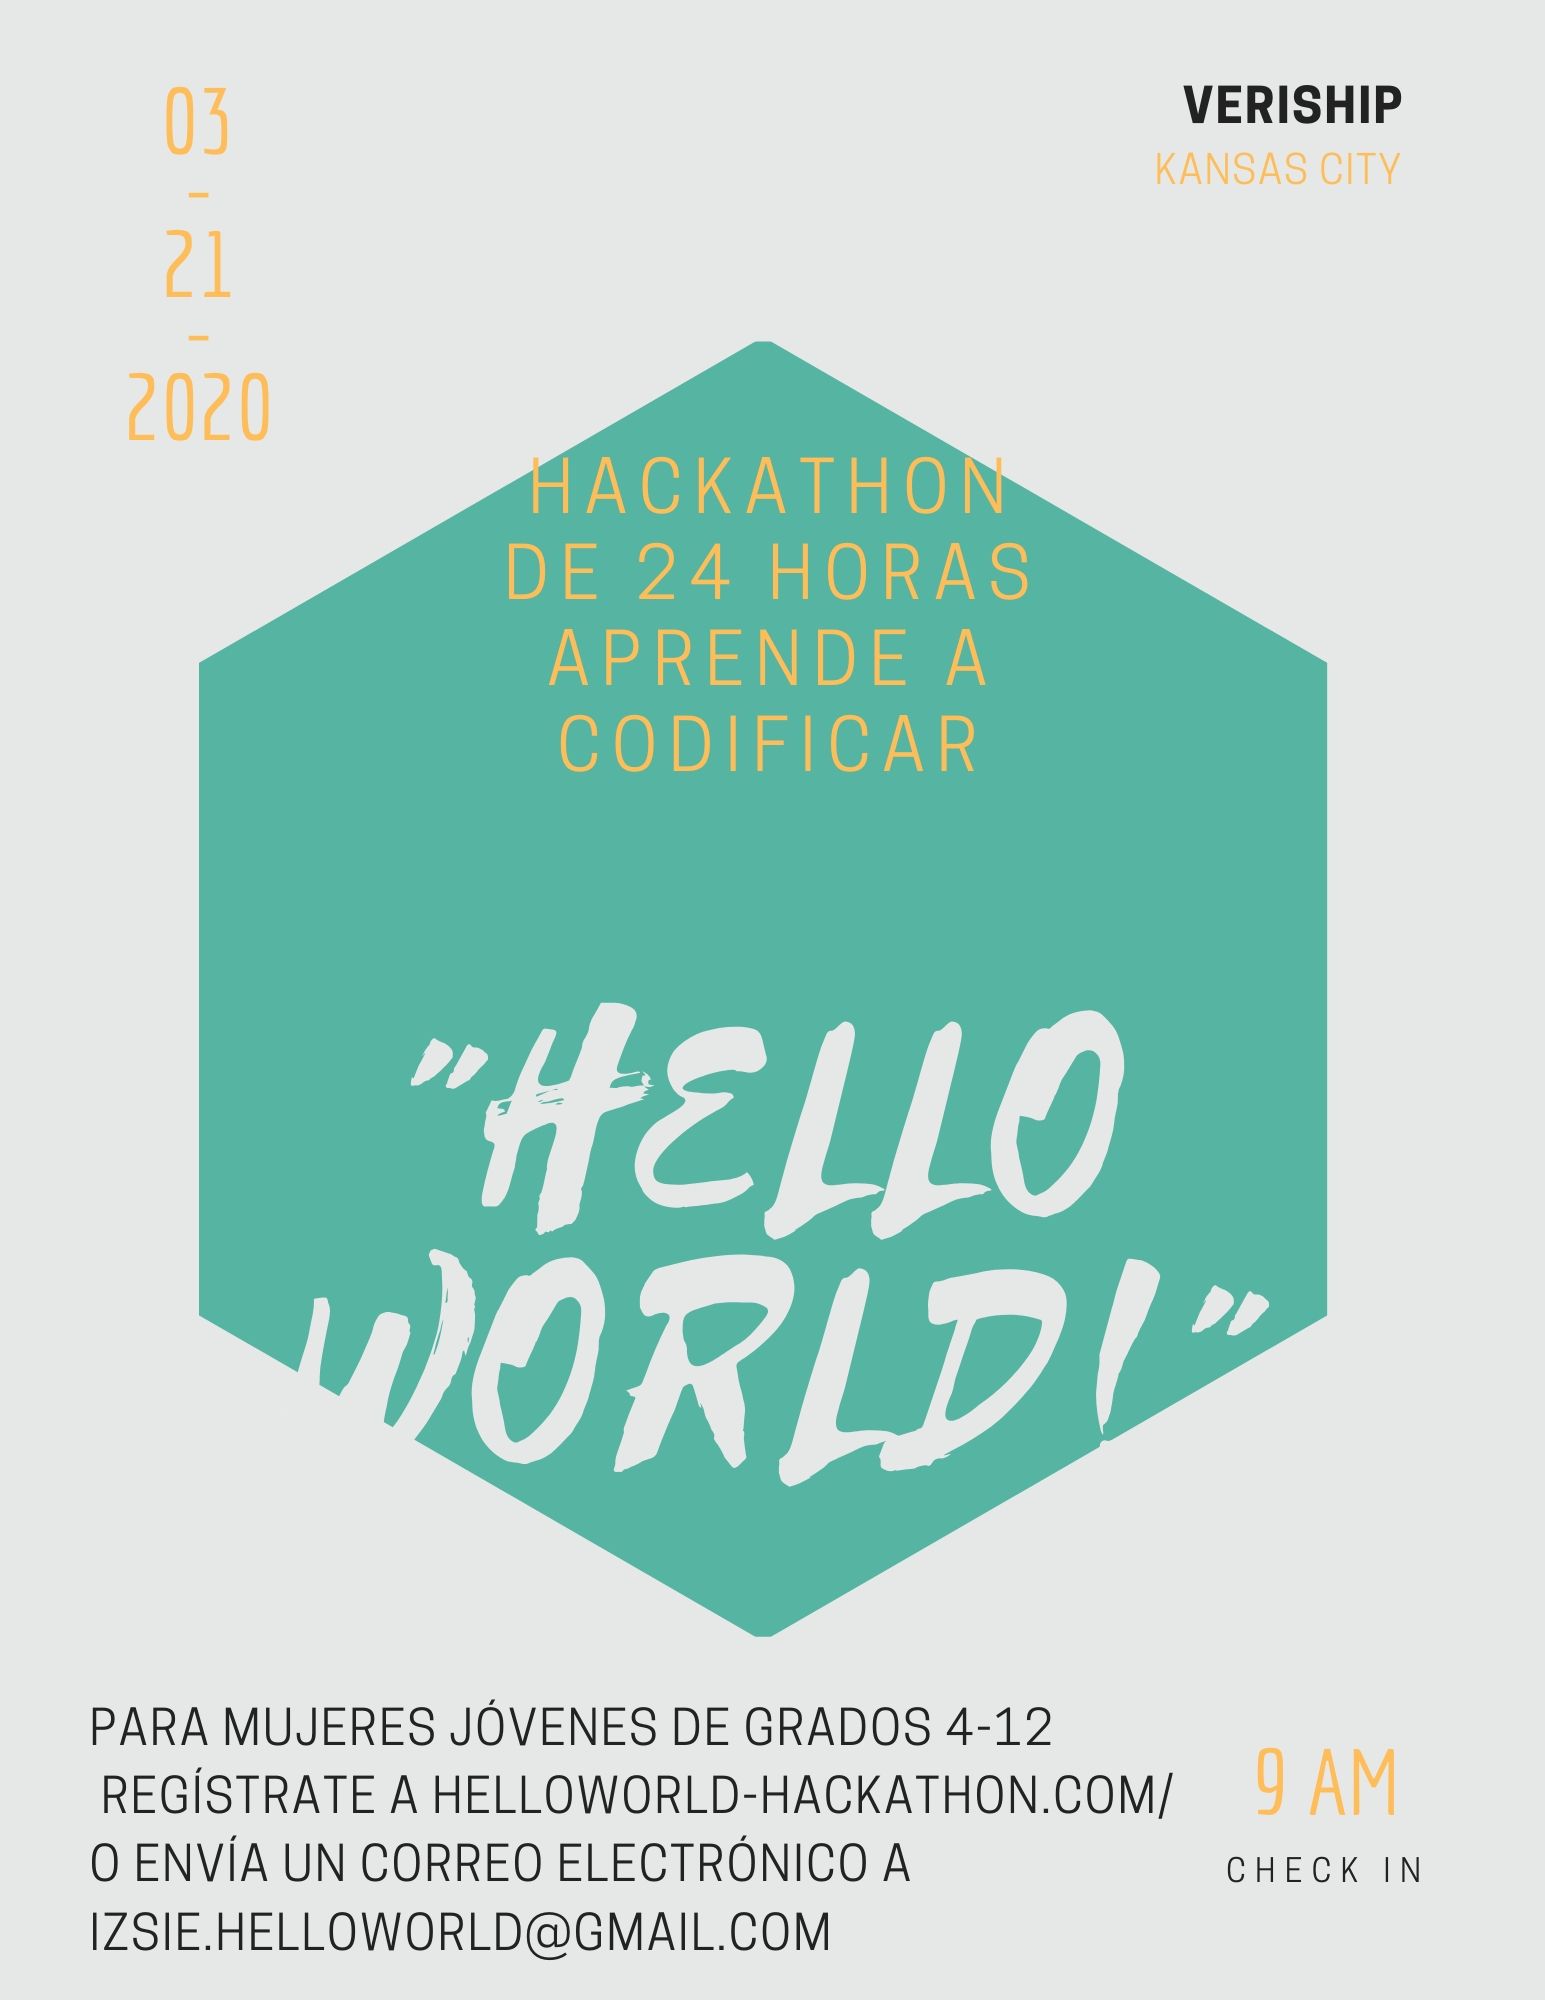 03
-
21
-
2020
VERISHIP
KANSAS CITY
HACKATHON
DE 24 HORAS
APRENDE A
CODIFICAR
"HELLO
WORLD!"
PARA MUJERES JÓVENES DE GRADOS 4-12
REGÍSTRATE A HELLOWORLD-HACKATHON.COM/
O ENVÍA UN CORREO ELECTRÓNICO A
IZSIE.HELLOWORLD@GMAIL.COM
9 AM
CHECK IN